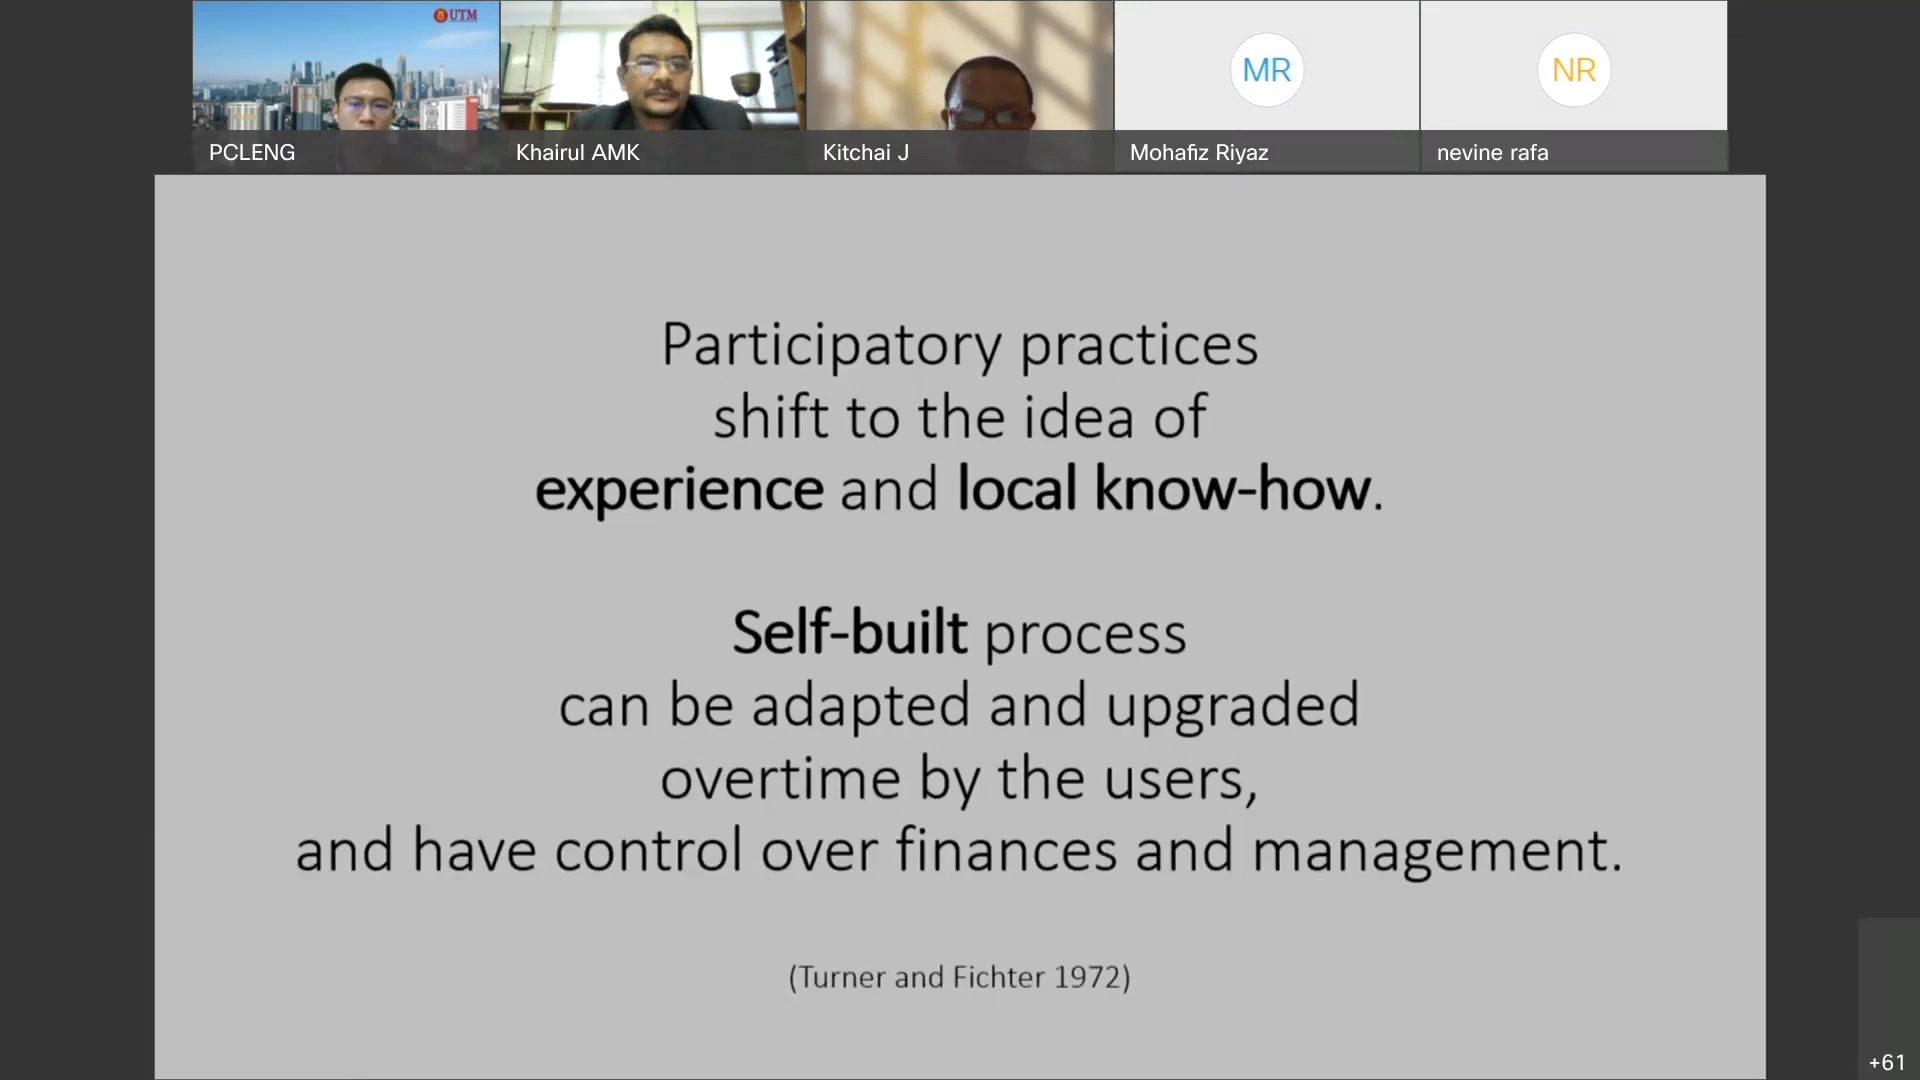 UTM
PCLENG
Khairul AMK
Kitchai J
MR
Mohafiz Riyaz
NR
nevine rafa
Participatory practices
shift to the idea of
experience and local know-how.
Self-built process
can be adapted and upgraded
overtime by the users,
and have control over finances and management.
(Turner and Fichter 1972)
+61